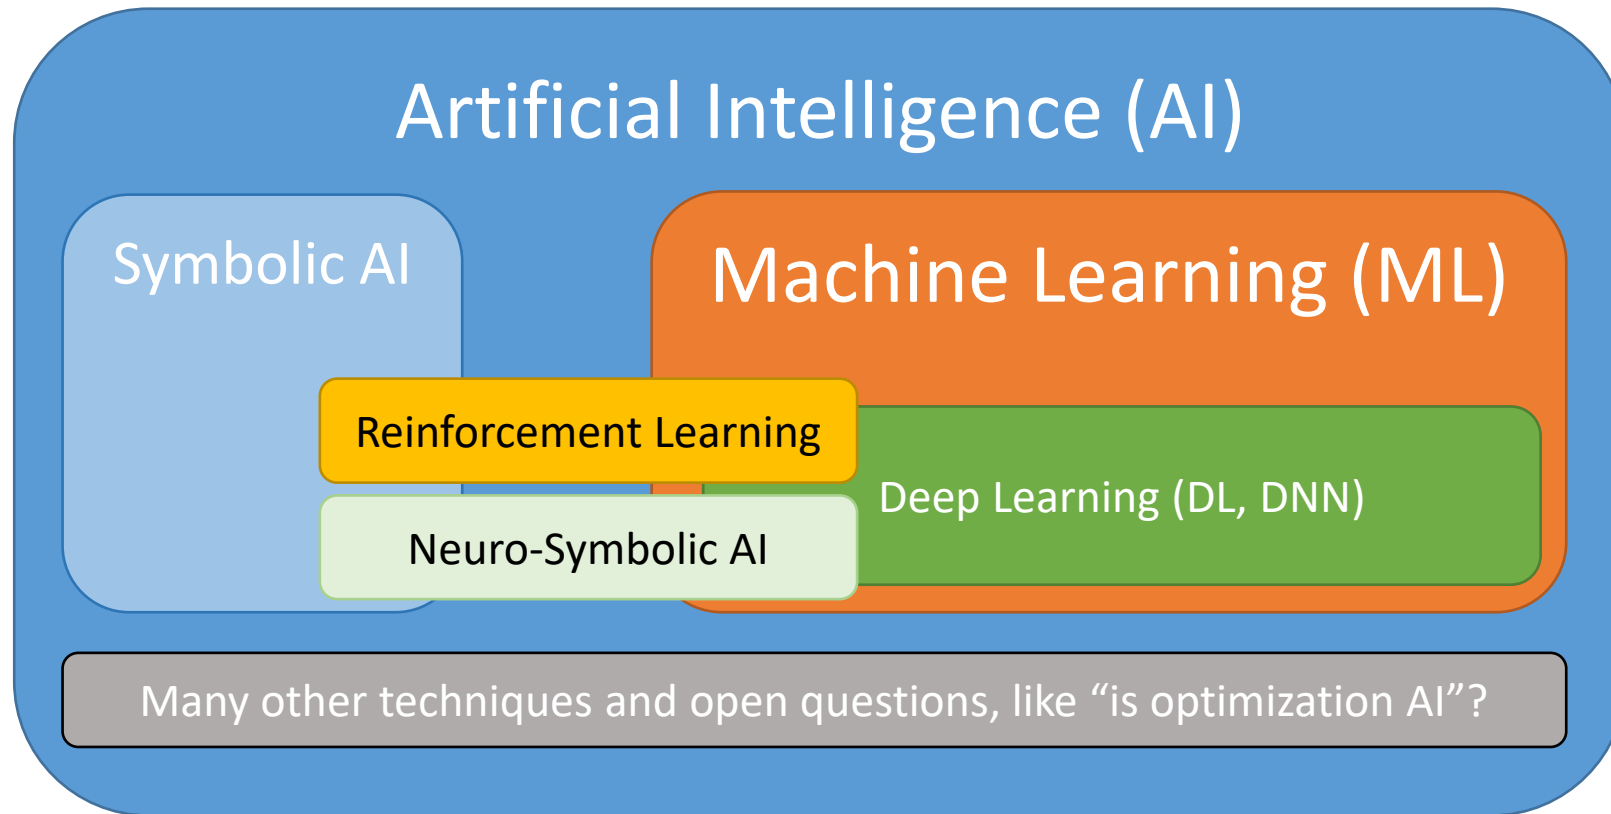 Artificial Intelligence (AI)
Symbolic AI
Machine Learning (ML)
Reinforcement Learning
Deep Learning (DL, DNN)
Neuro-Symbolic AI
Many other techniques and open questions, like “is optimization AI”?